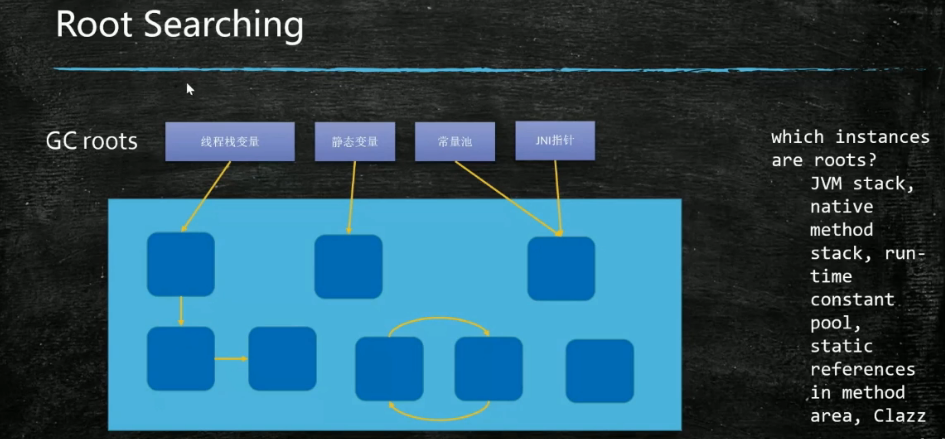 Root Searching
GC roots
线程栈变量
静态变量
常量池
JNI指针
which instances
are roots?
JVM stack,
native
method
stack, run-
time
constant
pool,
static
references
in method
area, Clazz